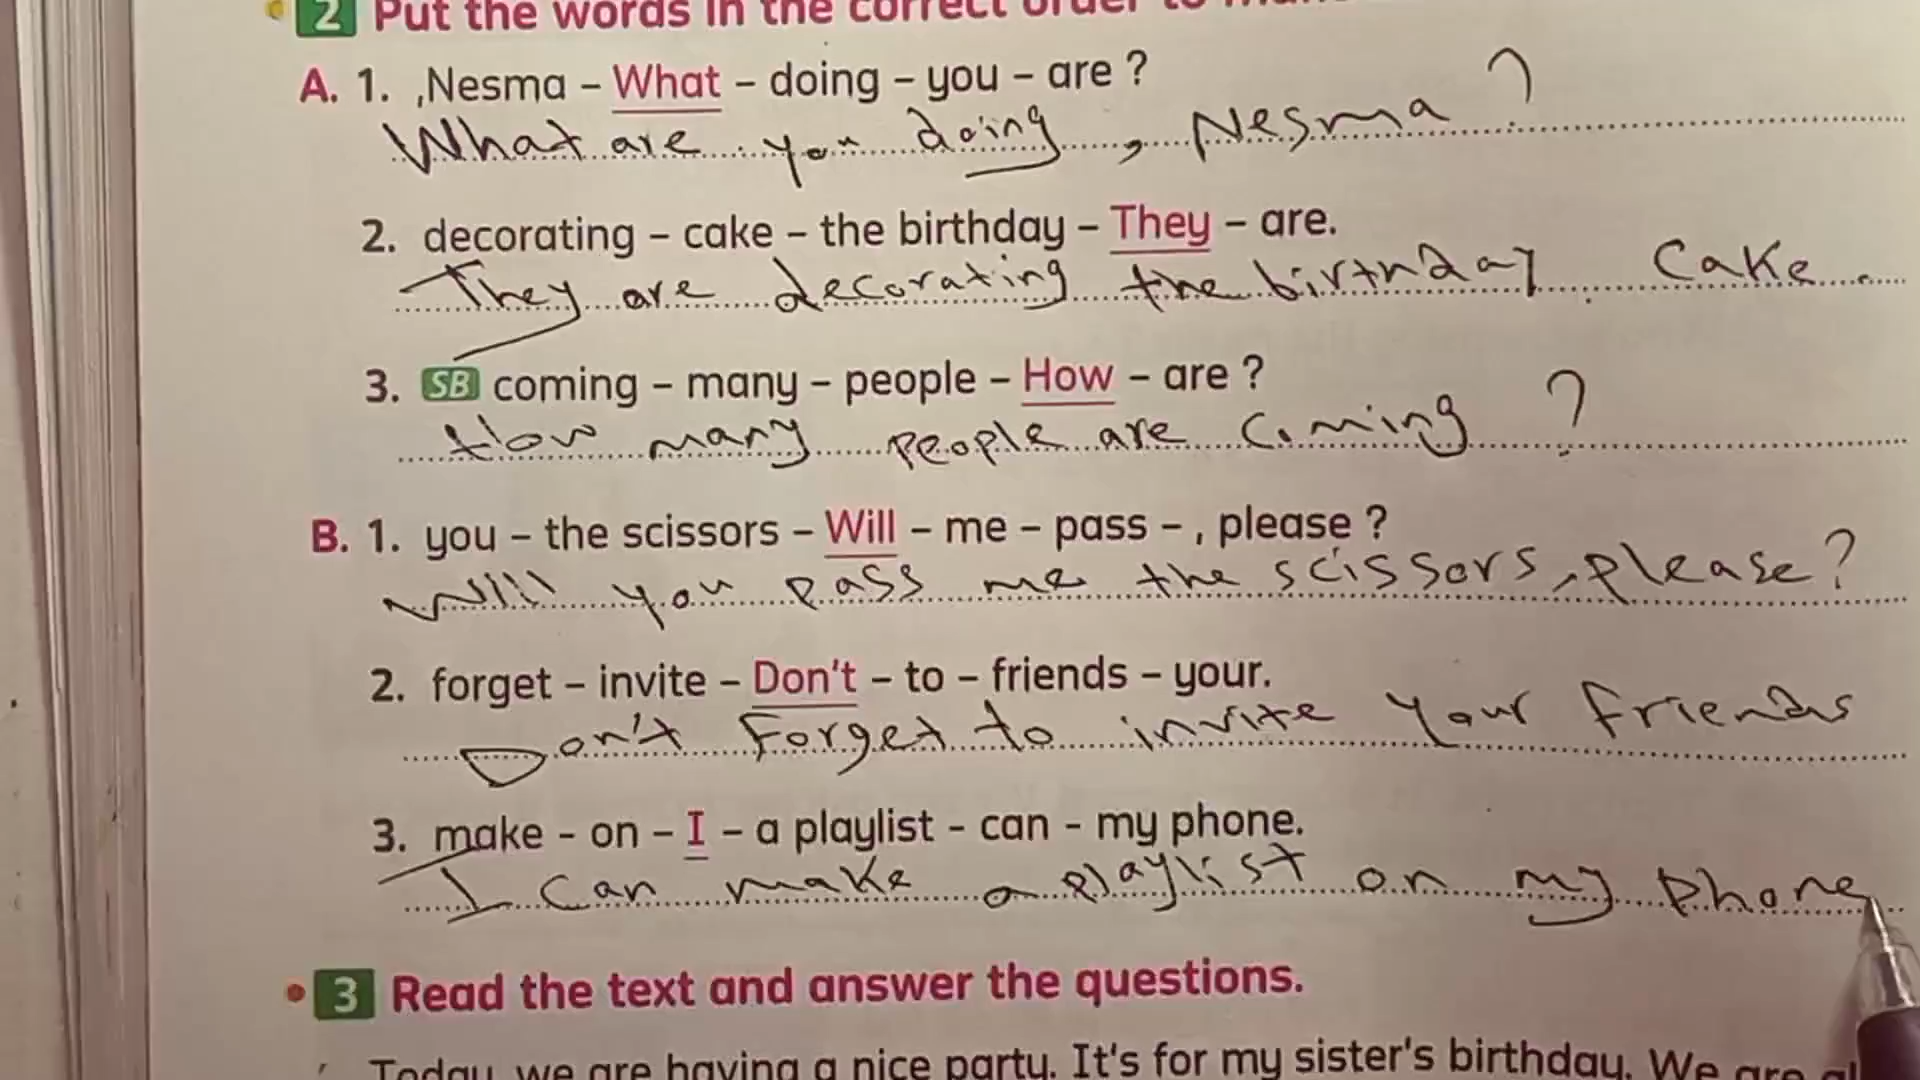 2 Put the words in the correct order to
A. 1. ,Nesma – What – doing – you – are ?
What are you doing , Nesma ?
2. decorating – cake – the birthday – They – are.
They are decorating the birthday cake .
3. SB coming – many – people – How – are ?
How many people are coming ?
B. 1. you – the scissors – Will – me – pass – , please ?
Will you pass me the scissors, please?
2. forget – invite – Don't – to – friends – your.
Don't forget to invite your friends
3. make - on – I – a playlist - can - my phone.
I can make a playlist on my phone
3 Read the text and answer the questions.
Today, we are having a nice party. It's for my sister's birthday. We are